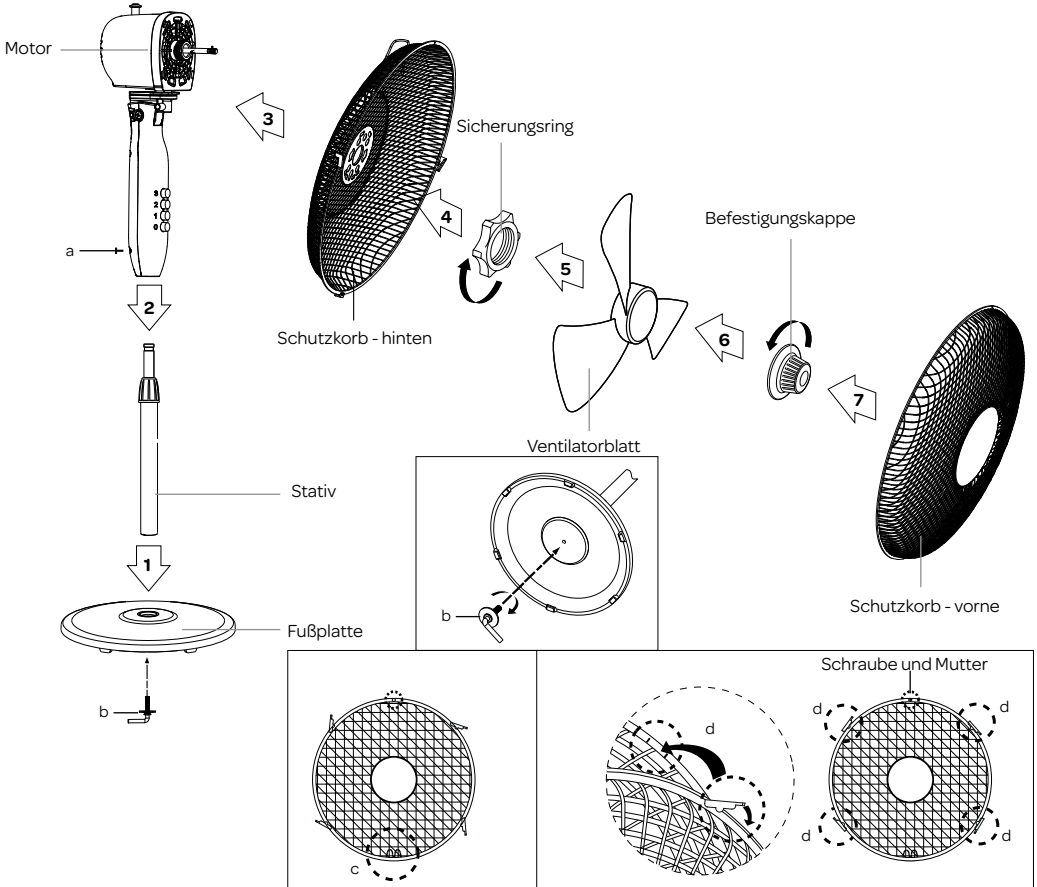 Motor
3
Sicherungsring
4
Befestigungskappe
3
2
1
0
a
5
2
6
Schutzkorb - hinten
7
Ventilatorblatt
Stativ
1
b
Schutzkorb - vorne
Fußplatte
b
Schraube und Mutter
d
d
d
d
d
c